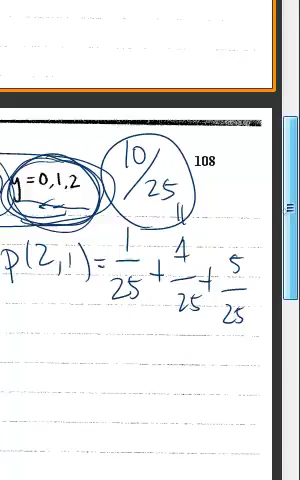 y = 0, 1, 2
10/25
108
p(2,1) = 1/25 + 4/25 + 5/25